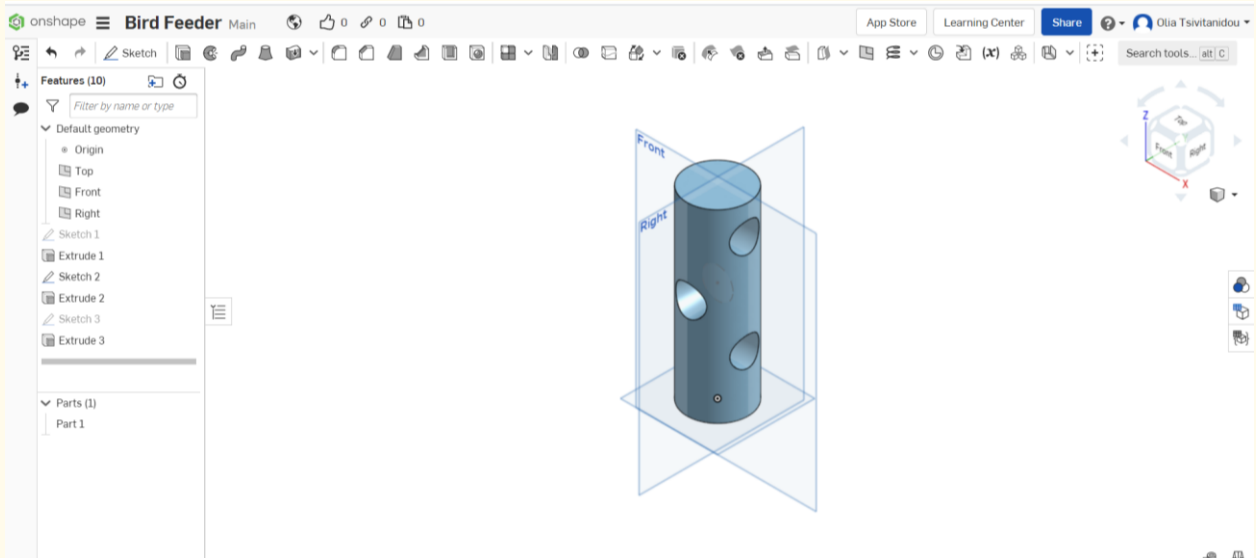 onshape Bird Feeder Main 0 0 0 App Store Learning Center Share Olia Tsivitanidou
Sketch (x) Search tools... alt C
Features (10)
Filter by name or type
Default geometry
Origin
Top
Front
Right
Sketch 1
Extrude 1
Sketch 2
Extrude 2
Sketch 3
Extrude 3
Parts (1)
Part 1
Front
Right
Z
Top
Front Right
X